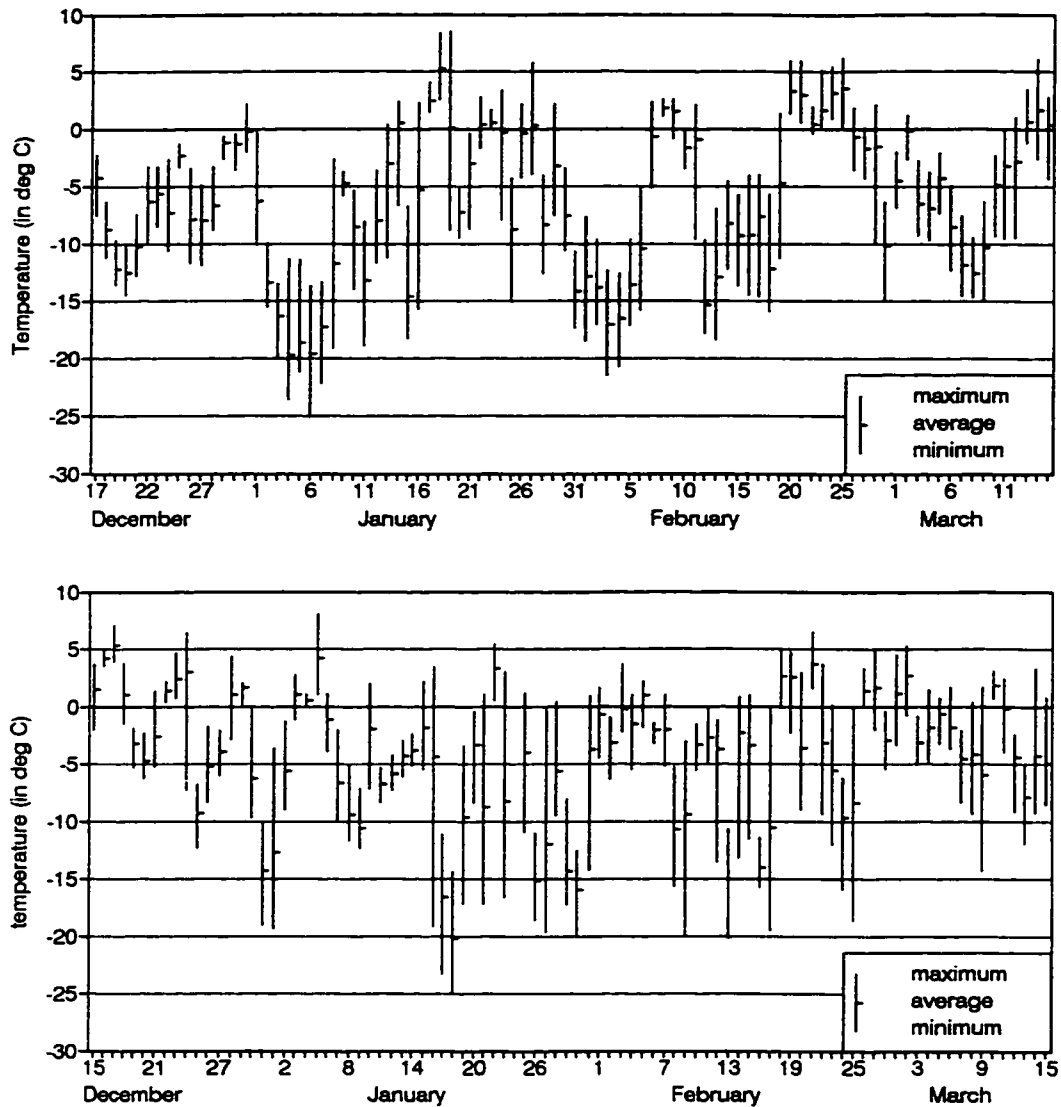 10
5
0
-5
-10
-15
-20
-25
-30
Temperature (in deg C)
maximum
average
minimum
17 22 27 1 6 11 16 21 26 31 5 10 15 20 25 1 6 11
December January February March
10
5
0
-5
-10
-15
-20
-25
-30
temperature (in deg C)
maximum
average
minimum
15 21 27 2 8 14 20 26 1 7 13 19 25 3 9 15
December January February March